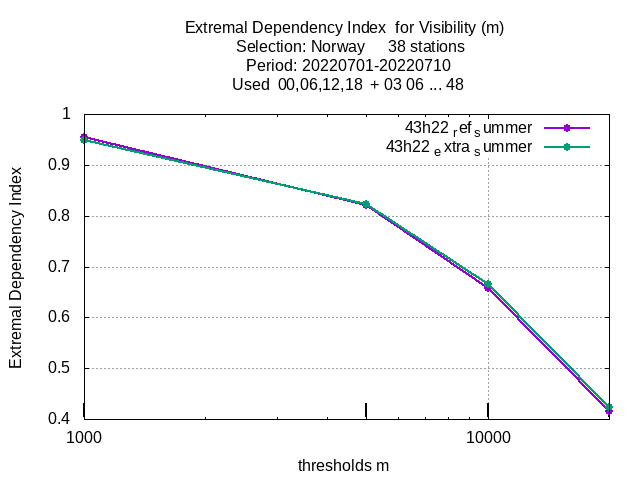 Extremal Dependency Index for Visibility (m)
Selection: Norway 38 stations
Period: 20220701-20220710
Used 00,06,12,18 + 03 06 ... 48
43h22 ref summer
43h22 extra summer
Extremal Dependency Index
1
0.9
0.8
0.7
0.6
0.5
0.4
1000
10000
thresholds m